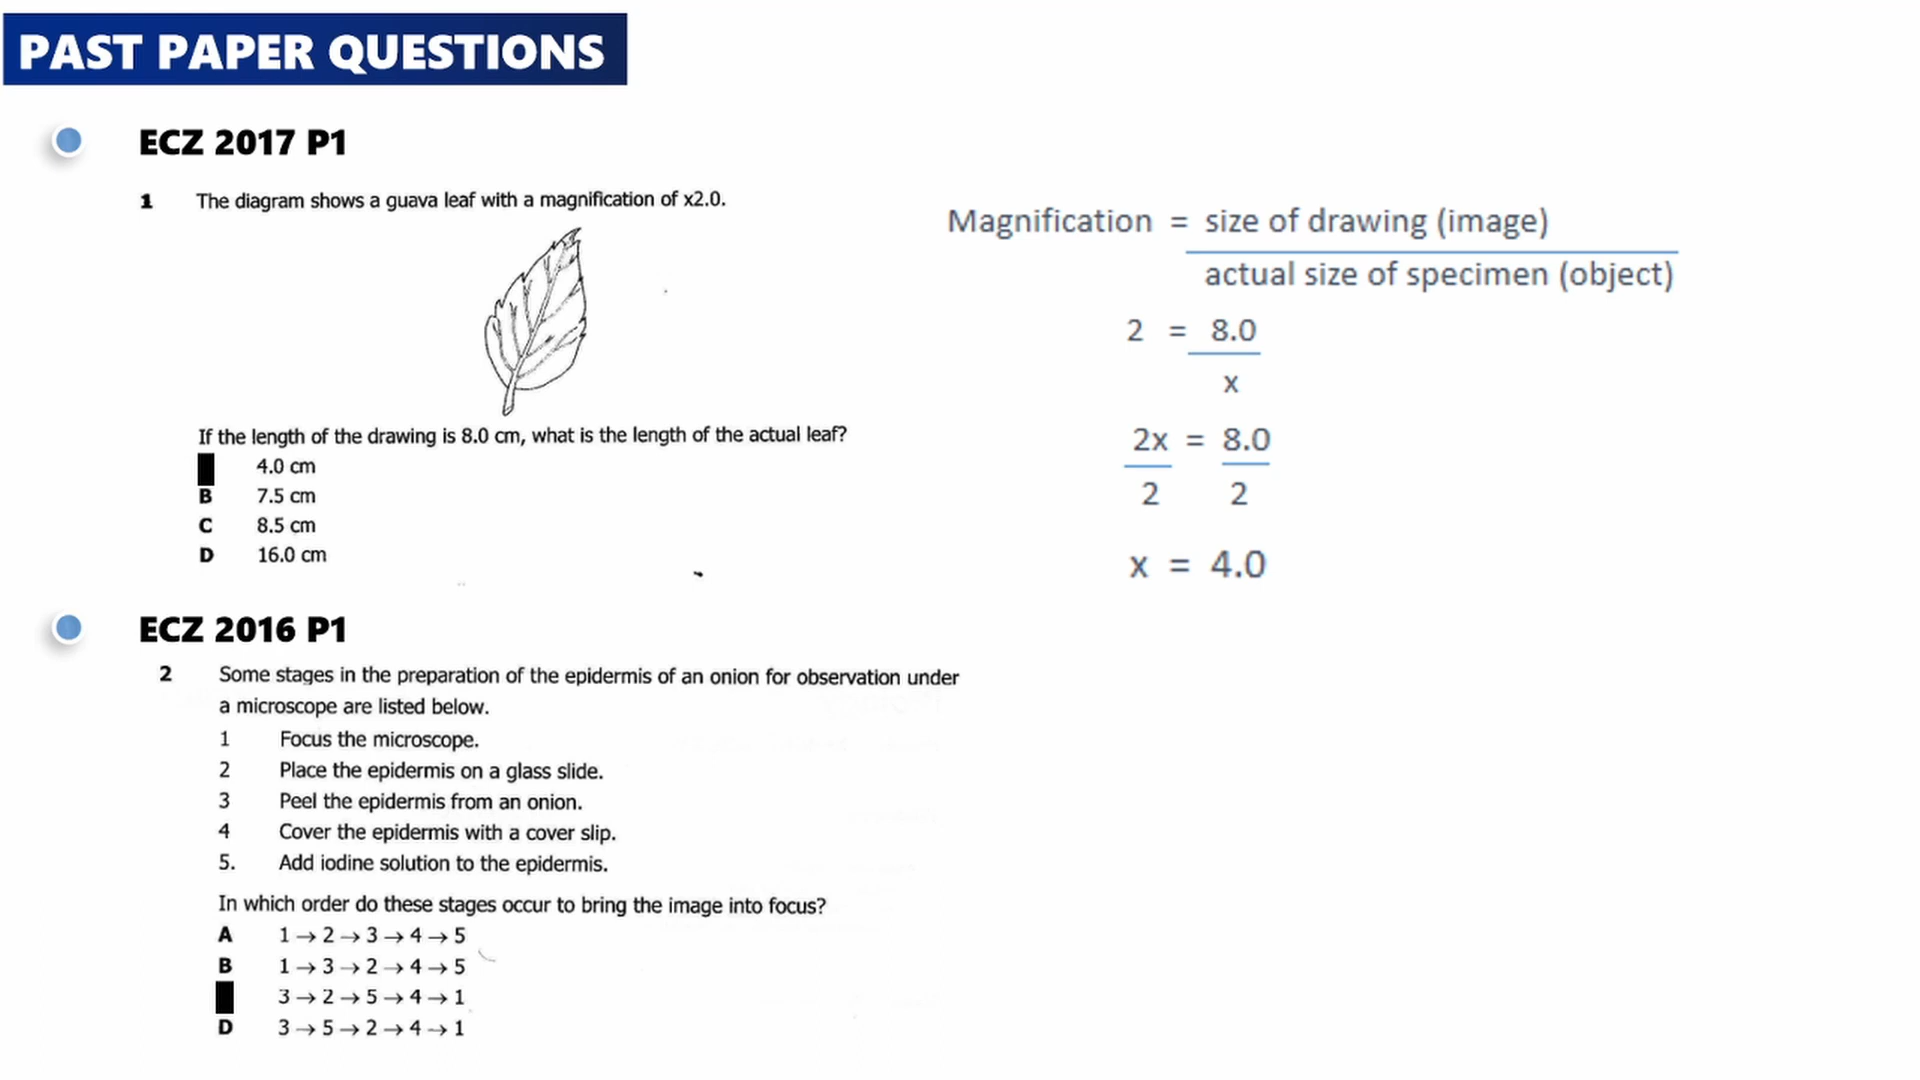 PAST PAPER QUESTIONS
ECZ 2017 P1
1 The diagram shows a guava leaf with a magnification of x2.0.
If the length of the drawing is 8.0 cm, what is the length of the actual leaf?
4.0 cm
B 7.5 cm
C 8.5 cm
D 16.0 cm
Magnification = size of drawing (image)
actual size of specimen (object)
2 = 8.0
x
2x = 8.0
2 2
x = 4.0
ECZ 2016 P1
2 Some stages in the preparation of the epidermis of an onion for observation under
a microscope are listed below.
1 Focus the microscope.
2 Place the epidermis on a glass slide.
3 Peel the epidermis from an onion.
4 Cover the epidermis with a cover slip.
5. Add iodine solution to the epidermis.
In which order do these stages occur to bring the image into focus?
A 1 → 2 → 3 → 4 → 5
B 1 → 3 → 2 → 4 → 5
3 → 2 → 5 → 4 → 1
D 3 → 5 → 2 → 4 → 1